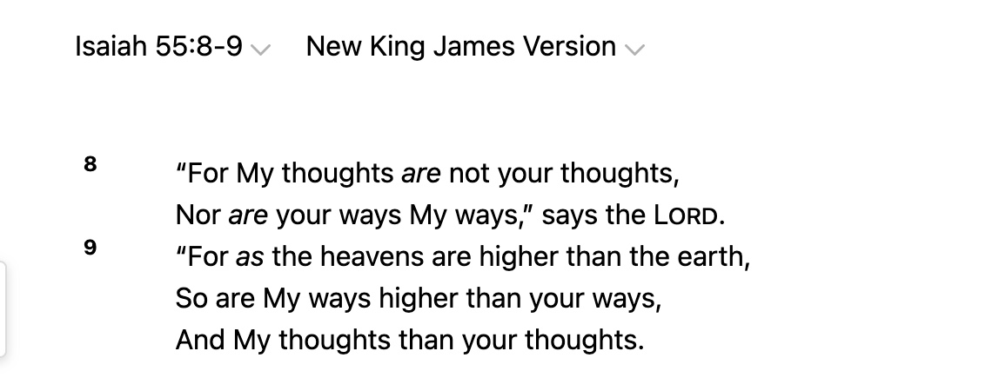 Isaiah 55:8-9 New King James Version
8 “For My thoughts are not your thoughts,
Nor are your ways My ways,” says the LORD.
9 “For as the heavens are higher than the earth,
So are My ways higher than your ways,
And My thoughts than your thoughts.